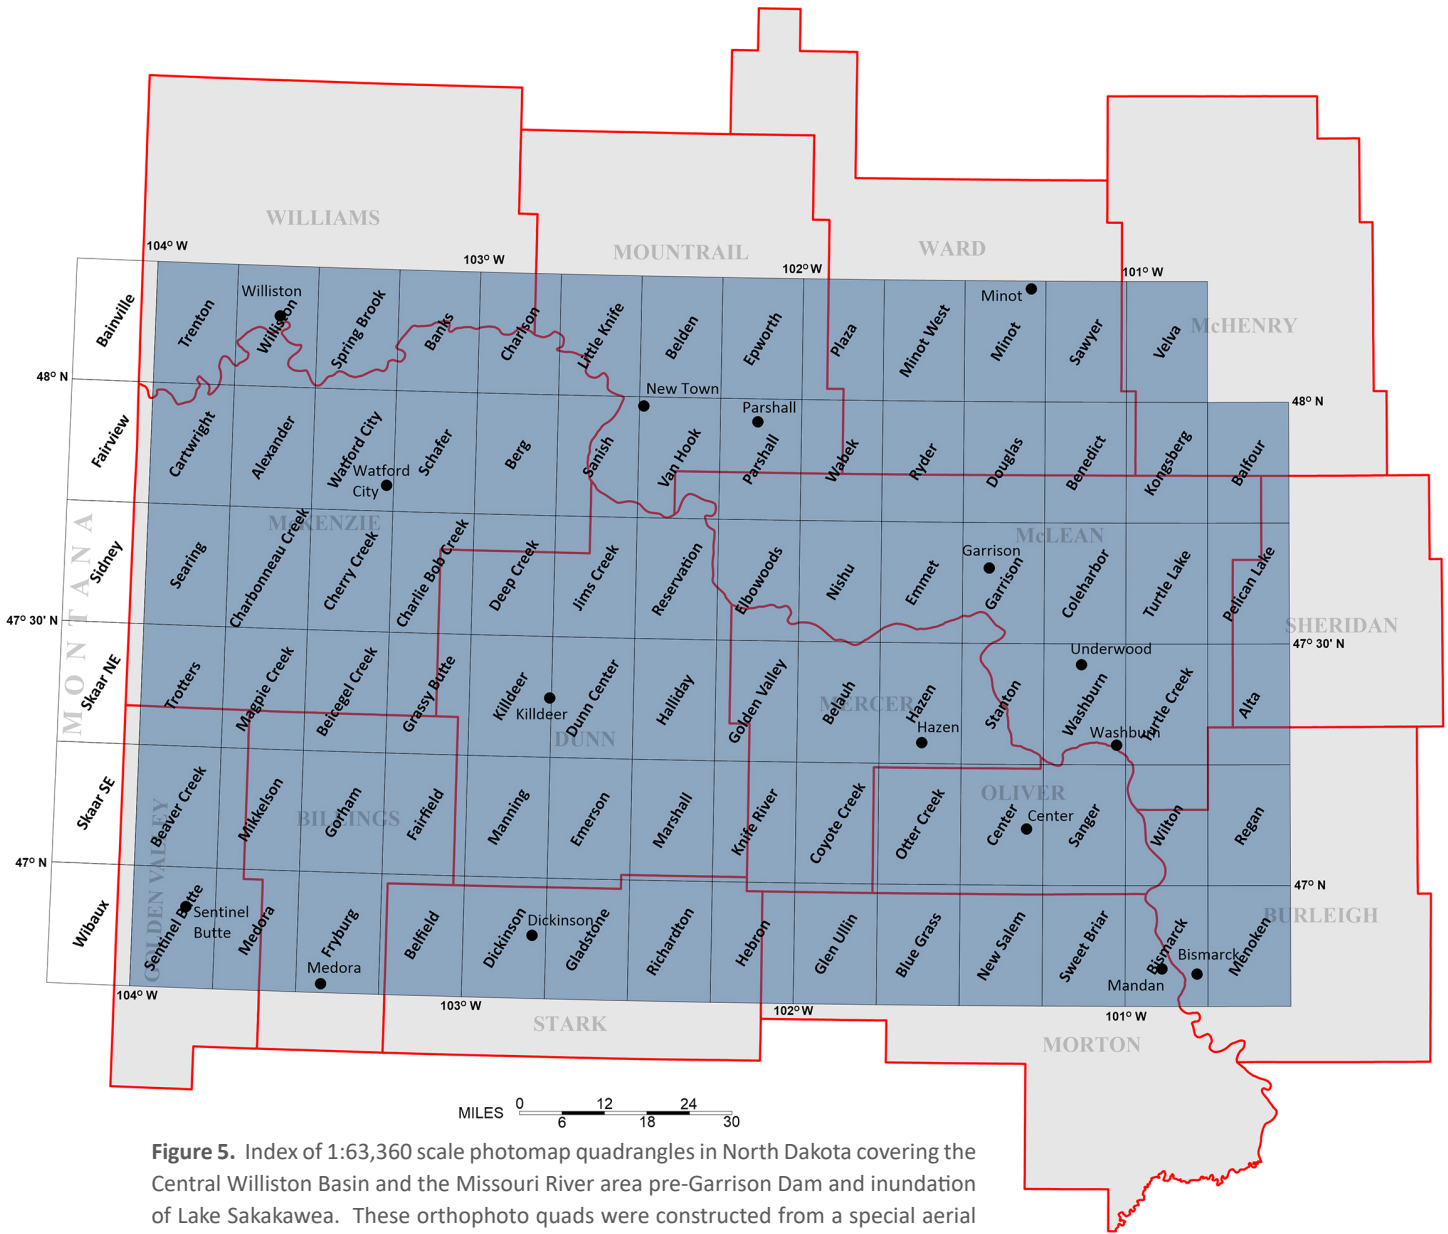 WILLIAMS
MOUNTRAIL
WARD
McHENRY
104° W
103° W
102° W
101° W
Bainville
Trenton
Williston
Williston
Spring Brook
Banks
Charlson
Little Knife
Belden
Epworth
Plaza
Minot West
Minot
Minot
Sawyer
Velva
48° N
48° N
New Town
Parshall
Fairview
Cartwright
Alexander
Watford City
Watford
City
Schafer
Berg
Sanish
Van Hook
Parshall
Wabek
Ryder
Douglas
Benedict
Kongsberg
Balfour
MONTANA
McKENZIE
McLEAN
Sidney
Searing
Charbonneau Creek
Cherry Creek
Charlie Bob Creek
Deep Creek
Jims Creek
Reservation
Elbowoods
Nishu
Emmet
Garrison
Garrison
Coleharbor
Turtle Lake
Pelican Lake
SHERIDAN
47° 30' N
47° 30' N
Underwood
Skaar NE
Trotters
Magpie Creek
Beicegel Creek
Grassy Butte
Killdeer
Killdeer
Dunn Center
Halliday
Golden Valley
Beulah
MERCER
Hazen
Hazen
Stanton
Washburn
Washburn
Turtle Creek
Alta
DUNN
Skaar SE
Beaver Creek
Mikkelson
Gorham
BILLINGS
Fairfield
Manning
Emerson
Marshall
Knife River
Coyote Creek
Otter Creek
OLIVER
Center
Center
Sanger
Wilton
Regan
47° N
47° N
GOLDEN VALLEY
BURLEIGH
Wibaux
Sentinel Butte
Sentinel
Butte
Medora
Medora
Fryburg
Belfield
Dickinson
Dickinson
Gladstone
Richardton
Hebron
Glen Ullin
Blue Grass
New Salem
Sweet Briar
Bismarck
Bismarck
Mandan
Menoken
104° W
103° W
102° W
101° W
STARK
MORTON
MILES
0 12 24
6 18 30
Figure 5. Index of 1:63,360 scale photomap quadrangles in North Dakota covering the
Central Williston Basin and the Missouri River area pre-Garrison Dam and inundation
of Lake Sakakawea. These orthophoto quads were constructed from a special aerial